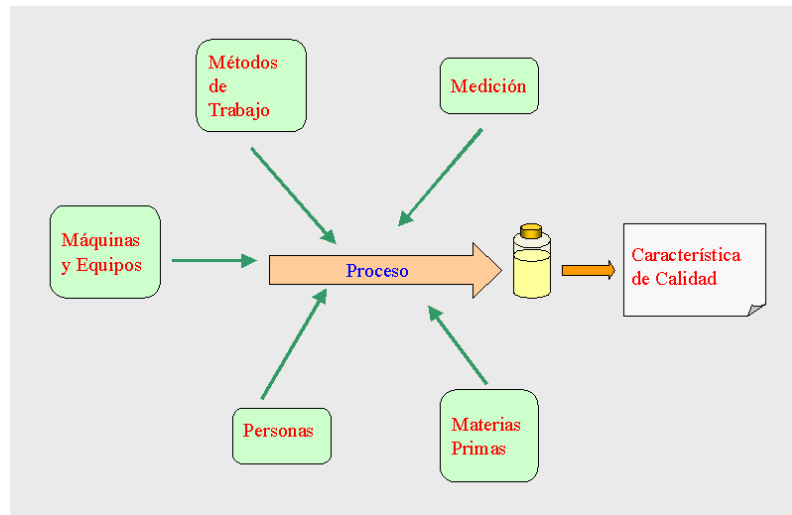 Métodos
de
Trabajo
Medición
Máquinas
y Equipos
Proceso
Característica
de Calidad
Personas
Materias
Primas